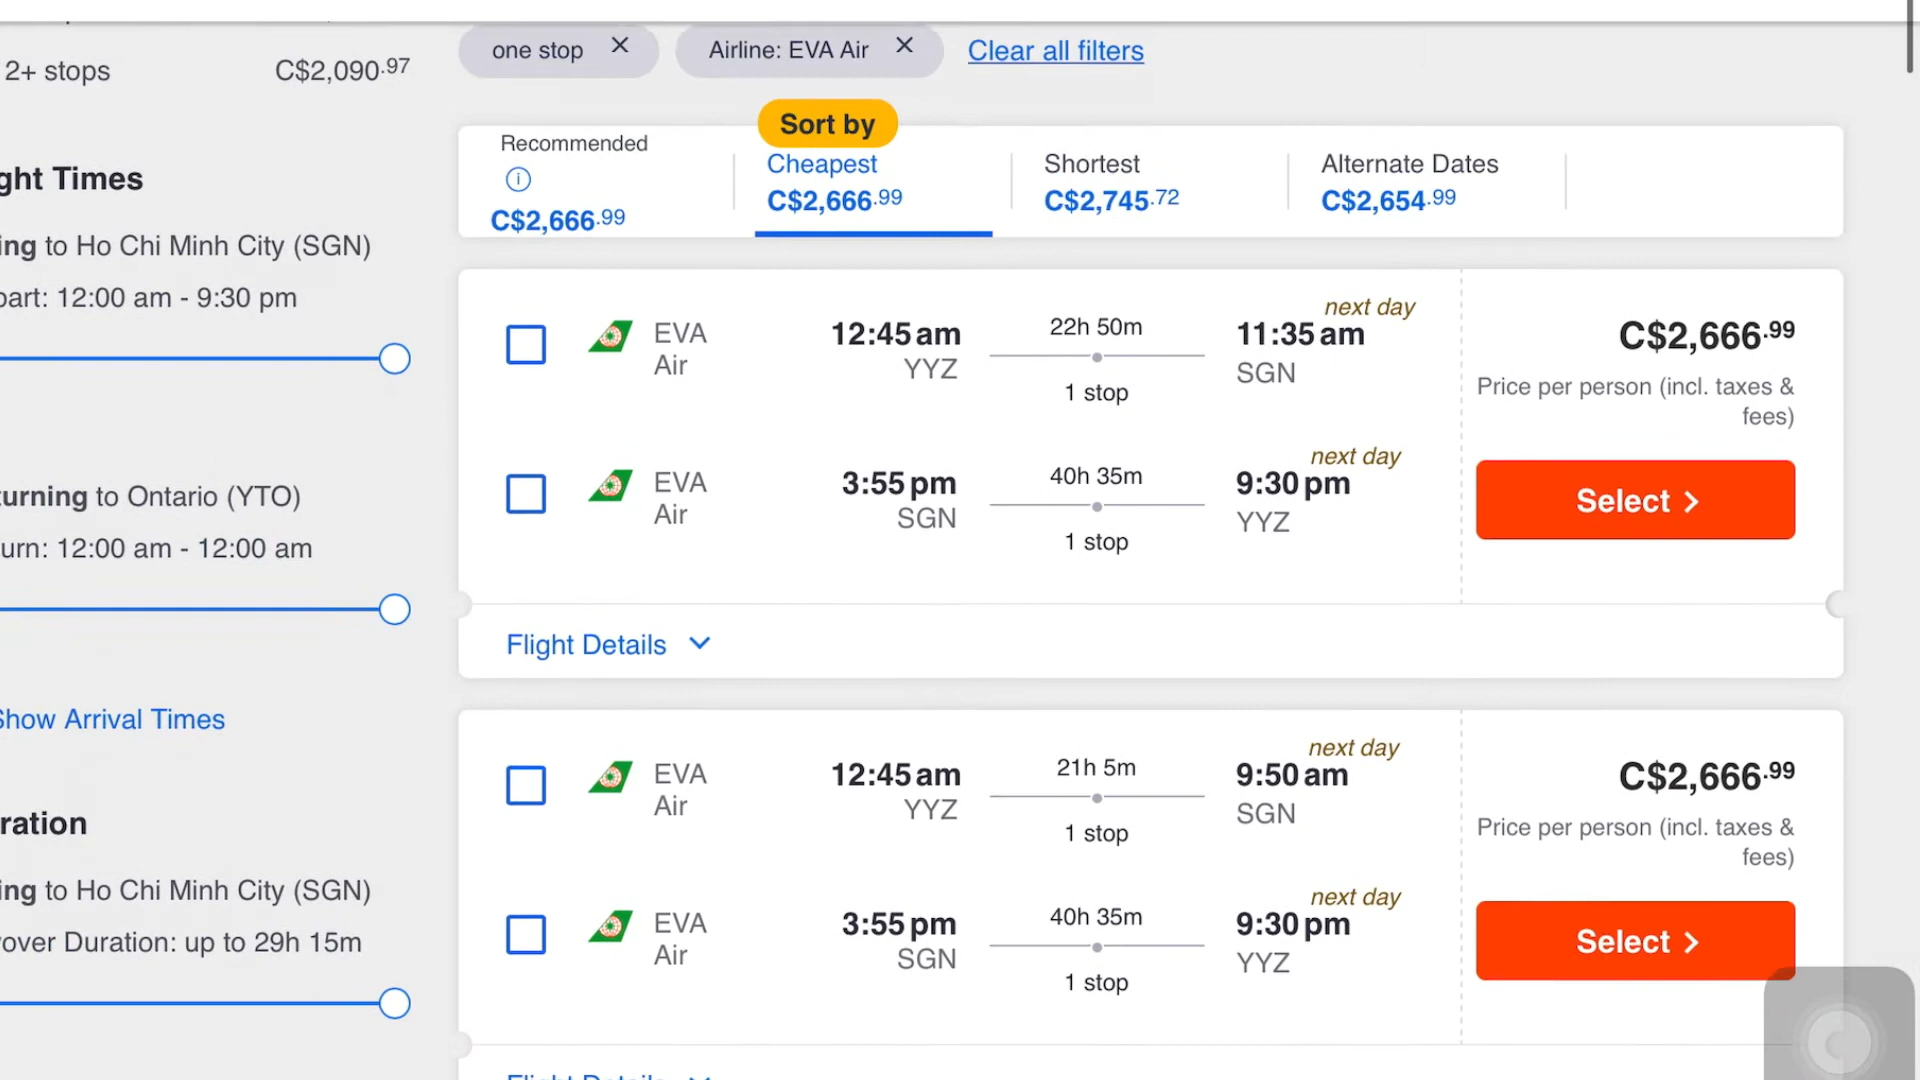 2+ stops C$2,090.97
ght Times
ing to Ho Chi Minh City (SGN)
part: 12:00 am - 9:30 pm
turning to Ontario (YTO)
urn: 12:00 am - 12:00 am
Show Arrival Times
ration
ing to Ho Chi Minh City (SGN)
over Duration: up to 29h 15m
one stop
Airline: EVA Air
Clear all filters
Sort by
Recommended
C$2,666.99
Cheapest
C$2,666.99
Shortest
C$2,745.72
Alternate Dates
C$2,654.99
EVA Air
12:45 am
YYZ
22h 50m
1 stop
next day
11:35 am
SGN
EVA Air
3:55 pm
SGN
40h 35m
1 stop
next day
9:30 pm
YYZ
C$2,666.99
Price per person (incl. taxes &
fees)
Select
Flight Details
EVA Air
12:45 am
YYZ
21h 5m
1 stop
next day
9:50 am
SGN
EVA Air
3:55 pm
SGN
40h 35m
1 stop
next day
9:30 pm
YYZ
C$2,666.99
Price per person (incl. taxes &
fees)
Select
Flight Details